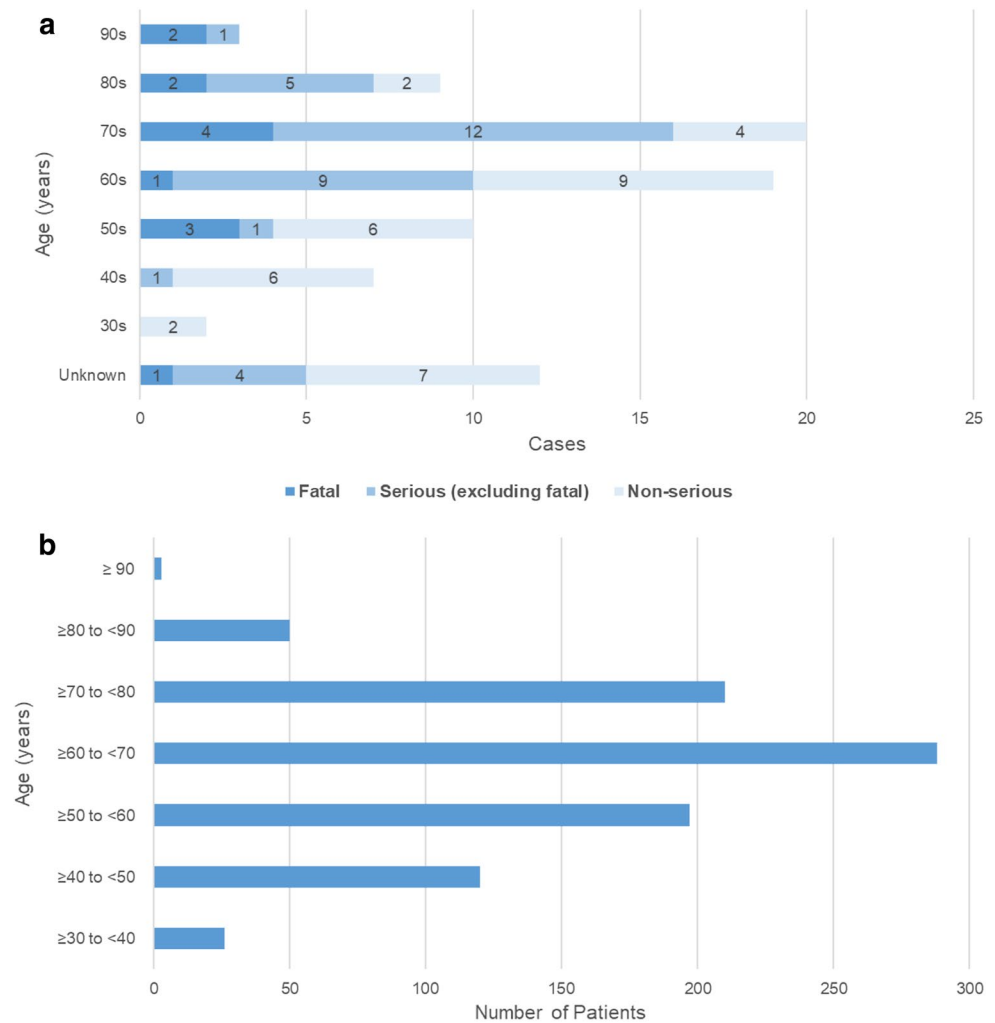 a
90s 2 1
80s 2 5 2
70s 4 12 4
60s 1 9 9
50s 3 1 6
40s 1 6
30s 2
Unknown 1 4 7
Age (years)
0 5 10 15 20 25
Cases
Fatal Serious (excluding fatal) Non-serious
b
≥ 90
≥80 to <90
≥70 to <80
≥60 to <70
≥50 to <60
≥40 to <50
≥30 to <40
Age (years)
0 50 100 150 200 250 300
Number of Patients